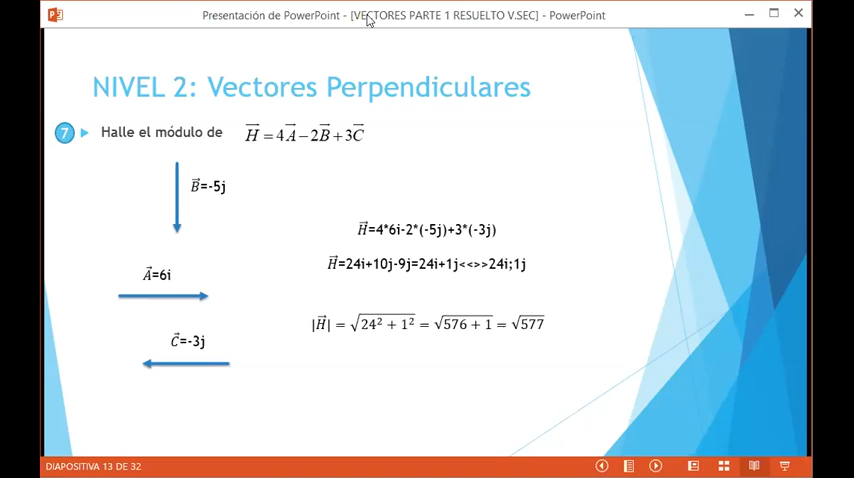 Presentación de PowerPoint - [VECTORES PARTE 1 RESUELTO V.SEC] - PowerPoint
NIVEL 2: Vectores Perpendiculares
7 Halle el módulo de H⃗ = 4A⃗ − 2B⃗ + 3C⃗
B⃗=-5j
H⃗=4*6i-2*(-5j)+3*(-3j)
H⃗=24i+10j-9j=24i+1j<<>>24i;1j
A⃗=6i
|H⃗| = √(24² + 1²) = √(576 + 1) = √577
C⃗=-3j
DIAPOSITIVA 13 DE 32